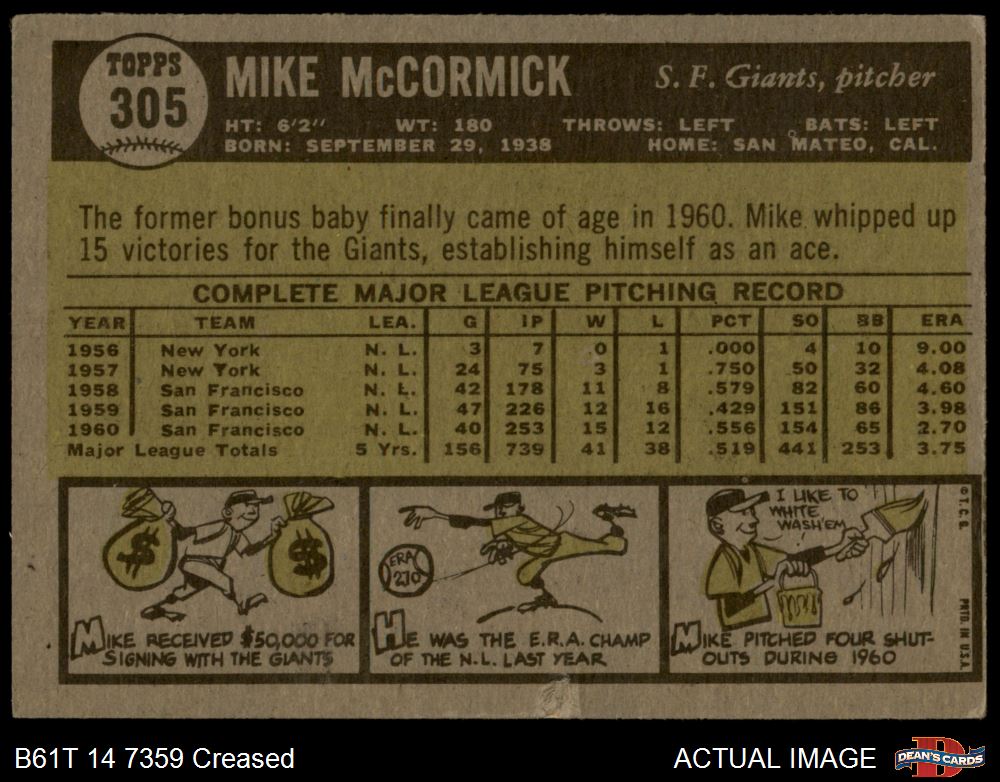 TOPPS
305
MIKE McCORMICK
S. F. Giants, pitcher
HT: 6'2" WT: 180 THROWS: LEFT BATS: LEFT
BORN: SEPTEMBER 29, 1938 HOME: SAN MATEO, CAL.
The former bonus baby finally came of age in 1960. Mike whipped up
15 victories for the Giants, establishing himself as an ace.
COMPLETE MAJOR LEAGUE PITCHING RECORD
YEAR TEAM LEA. G IP W L PCT SO BB ERA
1956 New York N. L. 3 7 0 1 .000 4 10 9.00
1957 New York N. L. 24 75 3 1 .750 50 32 4.08
1958 San Francisco N. L. 42 178 11 8 .579 82 60 4.60
1959 San Francisco N. L. 47 226 12 16 .429 151 86 3.98
1960 San Francisco N. L. 40 253 15 12 .556 154 65 2.70
Major League Totals 5 Yrs. 156 739 41 38 .519 441 253 3.75
$ $
MIKE RECEIVED $50,000 FOR
SIGNING WITH THE GIANTS
ERA
2.70
HE WAS THE E.R.A. CHAMP
OF THE N.L. LAST YEAR
I LIKE TO
WHITE
WASH'EM
MIKE PITCHED FOUR SHUT-
OUTS DURING 1960
© T. C. G.
PRTD. IN U.S.A.
B61T 14 7359 Creased
ACTUAL IMAGE
D
DEAN'S CARDS